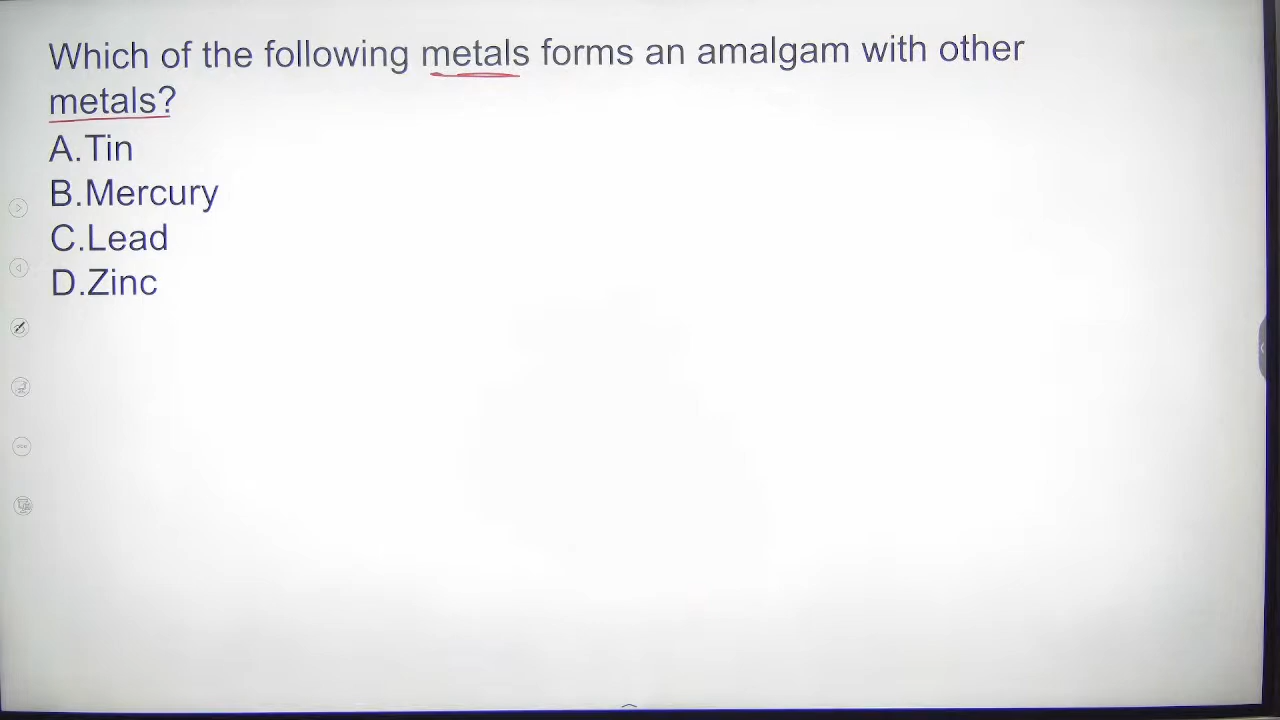 Which of the following metals forms an amalgam with other
metals?
A.Tin
B.Mercury
C.Lead
D.Zinc